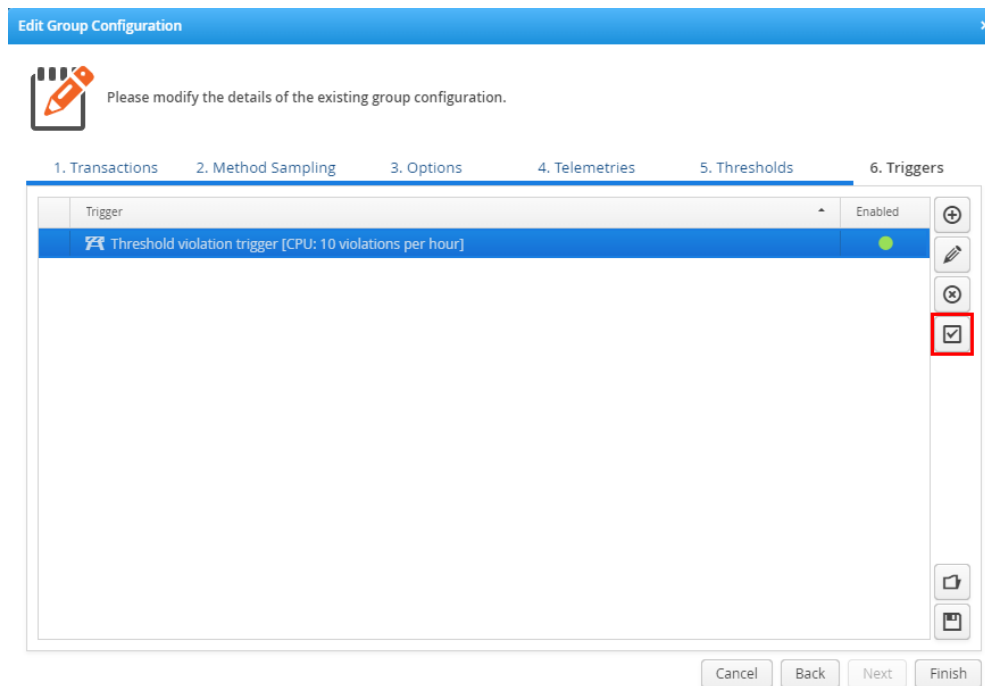 Edit Group Configuration
Please modify the details of the existing group configuration.
1. Transactions 2. Method Sampling 3. Options 4. Telemetries 5. Thresholds 6. Triggers
Trigger Enabled
Threshold violation trigger [CPU: 10 violations per hour]
Cancel Back Next Finish